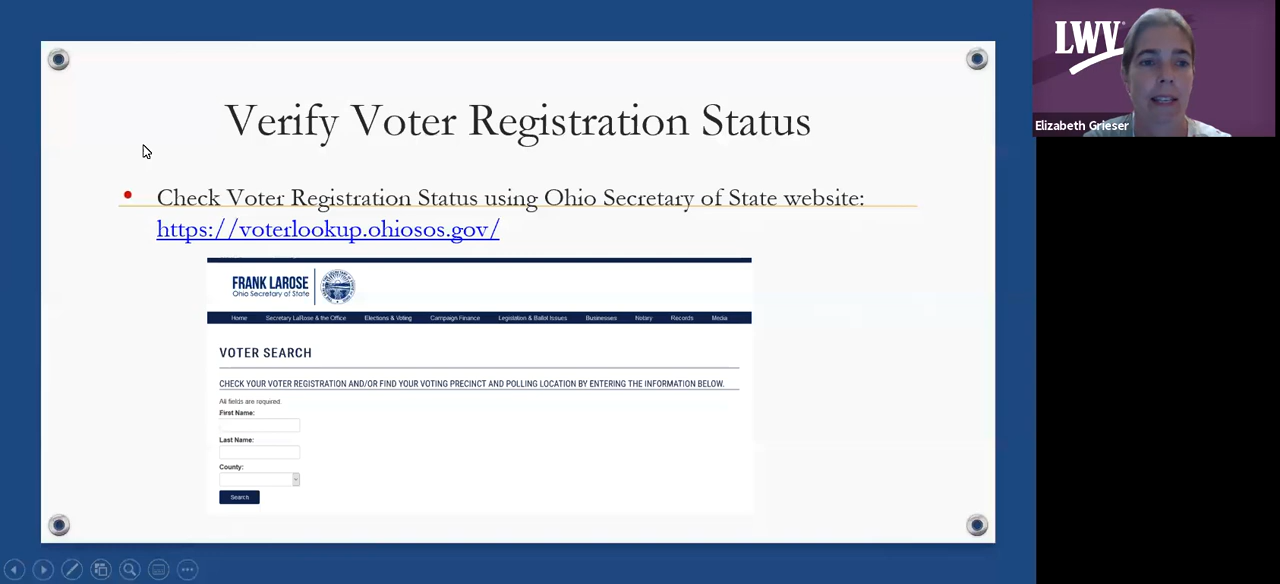 Verify Voter Registration Status
Check Voter Registration Status using Ohio Secretary of State website:
https://voterlookup.ohiosos.gov/
FRANK LAROSE
Ohio Secretary of State
Home Secretary LaRose & the Office Elections & Voting Campaign Finance Legislation & Ballot Issues Businesses Notary Records Media
VOTER SEARCH
CHECK YOUR VOTER REGISTRATION AND/OR FIND YOUR VOTING PRECINCT AND POLLING LOCATION BY ENTERING THE INFORMATION BELOW.
All fields are required.
First Name:
Last Name:
County:
Search
LWV®
Elizabeth Grieser